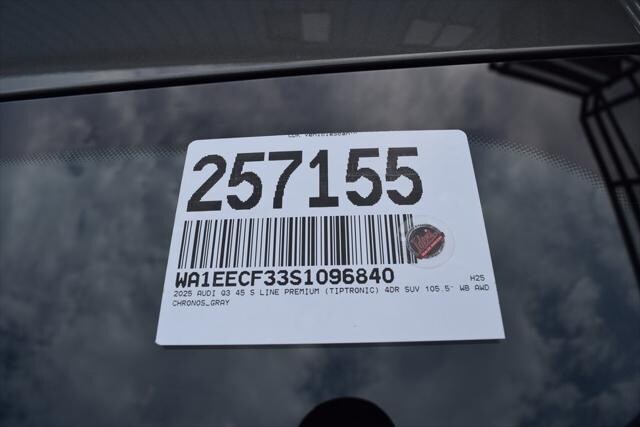 257155
WA1EECF33S1096840
H25
2025 AUDI Q3 45 S LINE PREMIUM (TIPTRONIC) 4DR SUV 105.5" WB AWD
CHRONOS_GRAY